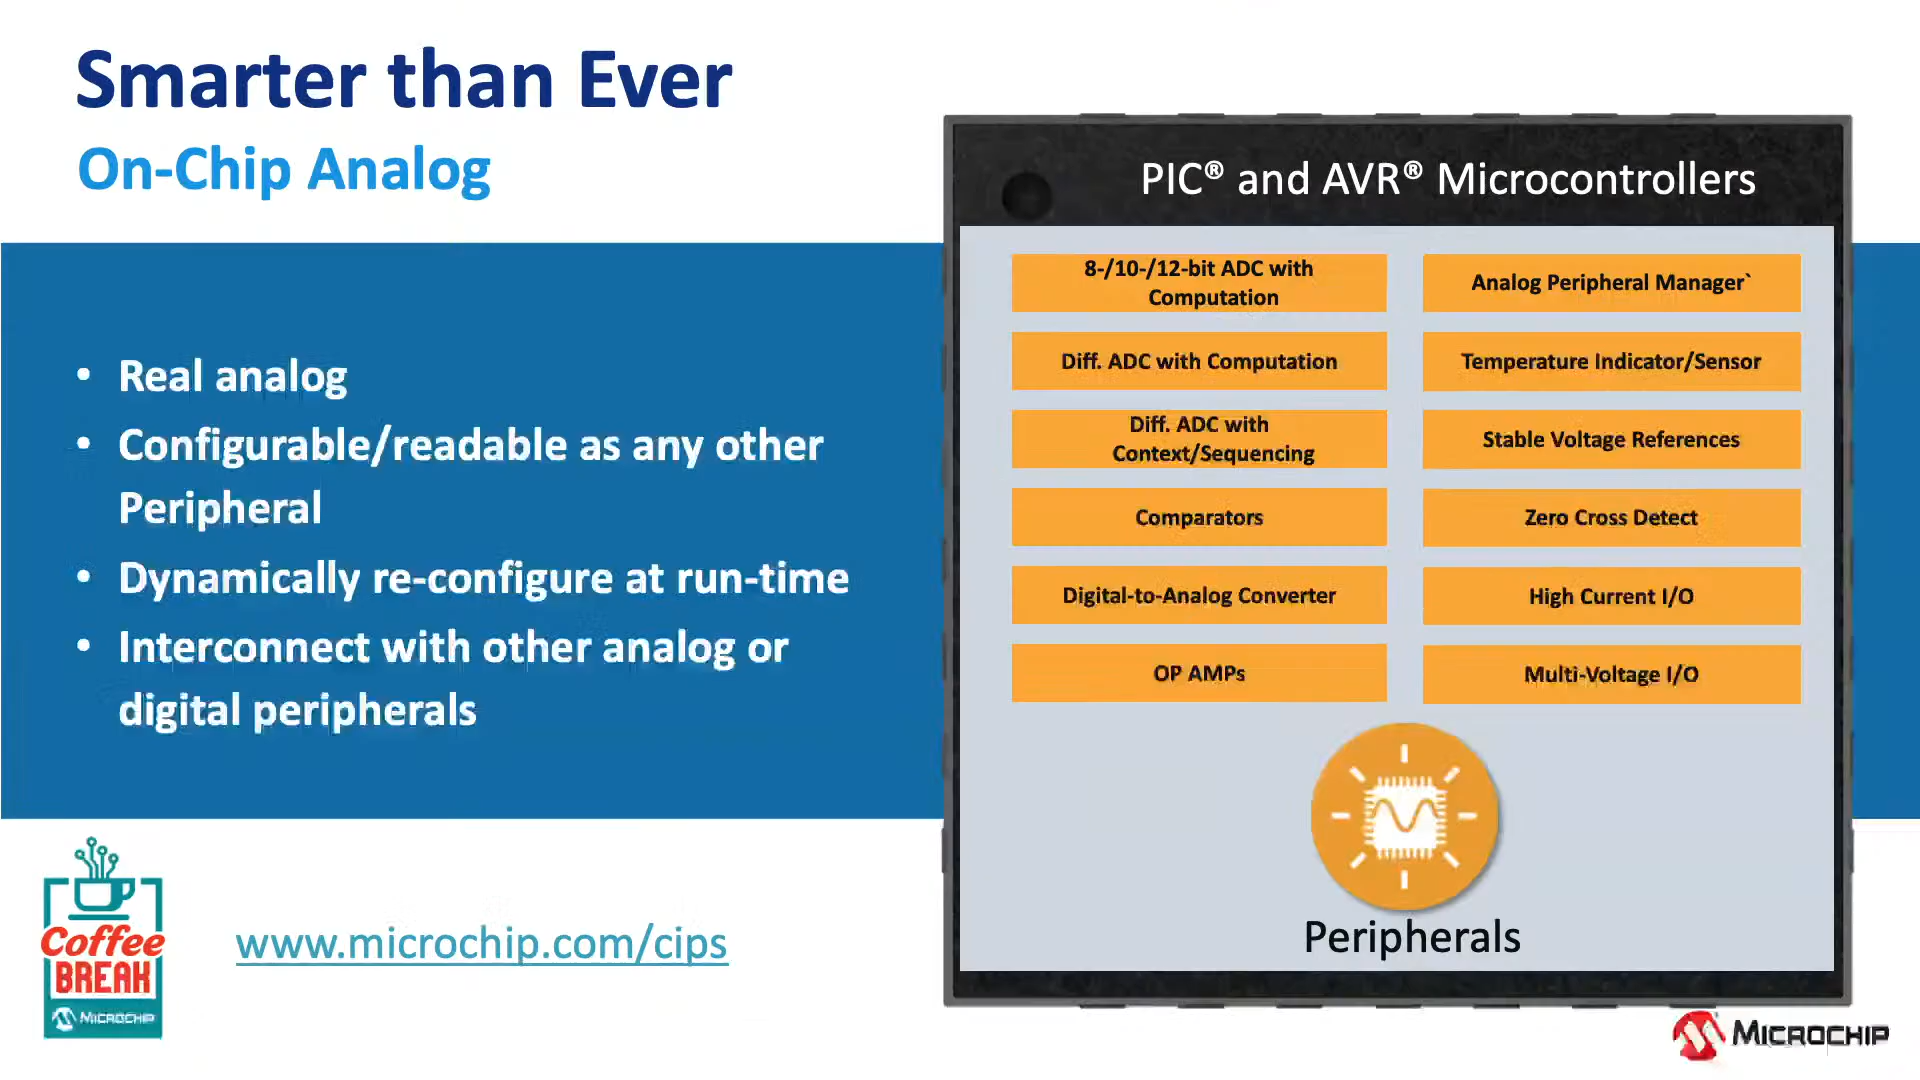 Smarter than Ever
On-Chip Analog
• Real analog
• Configurable/readable as any other
Peripheral
• Dynamically re-configure at run-time
• Interconnect with other analog or
digital peripherals
Coffee
BREAK
MICROCHIP
www.microchip.com/cips
PIC® and AVR® Microcontrollers
8-/10-/12-bit ADC with
Computation
Analog Peripheral Manager`
Diff. ADC with Computation
Temperature Indicator/Sensor
Diff. ADC with
Context/Sequencing
Stable Voltage References
Comparators
Zero Cross Detect
Digital-to-Analog Converter
High Current I/O
OP AMPs
Multi-Voltage I/O
Peripherals
MICROCHIP